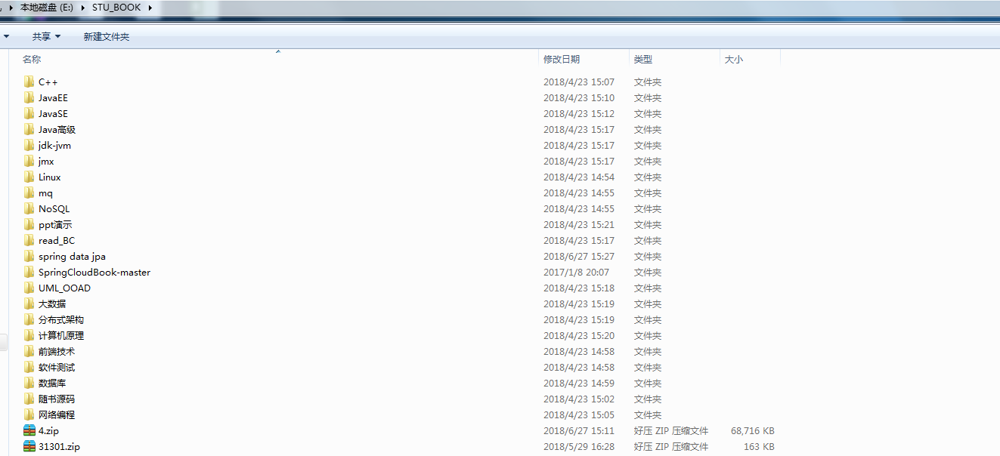 本地磁盘 (E:) STU_BOOK
共享 新建文件夹
名称 修改日期 类型 大小
C++ 2018/4/23 15:07 文件夹
JavaEE 2018/4/23 15:10 文件夹
JavaSE 2018/4/23 15:12 文件夹
Java高级 2018/4/23 15:17 文件夹
jdk-jvm 2018/4/23 15:17 文件夹
jmx 2018/4/23 15:17 文件夹
Linux 2018/4/23 14:54 文件夹
mq 2018/4/23 14:55 文件夹
NoSQL 2018/4/23 14:55 文件夹
ppt演示 2018/4/23 15:21 文件夹
read_BC 2018/4/23 15:17 文件夹
spring data jpa 2018/6/27 15:27 文件夹
SpringCloudBook-master 2017/1/8 20:07 文件夹
UML_OOAD 2018/4/23 15:18 文件夹
大数据 2018/4/23 15:19 文件夹
分布式架构 2018/4/23 15:19 文件夹
计算机原理 2018/4/23 15:20 文件夹
前端技术 2018/4/23 14:58 文件夹
软件测试 2018/4/23 14:58 文件夹
数据库 2018/4/23 14:59 文件夹
随书源码 2018/4/23 15:02 文件夹
网络编程 2018/4/23 15:05 文件夹
4.zip 2018/6/27 15:11 好压 ZIP 压缩文件 68,716 KB
31301.zip 2018/5/29 16:28 好压 ZIP 压缩文件 163 KB